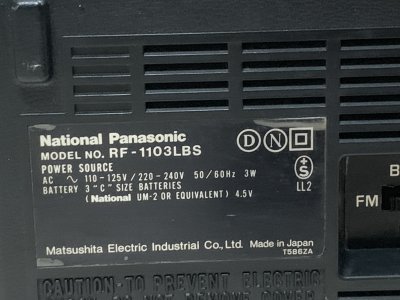 National Panasonic
MODEL NO. RF-1103LBS
POWER SOURCE
AC ~ 110-125V/220-240V 50/60Hz 3W
BATTERY 3 "C" SIZE BATTERIES
(National UM-2 OR EQUIVALENT) 4.5V
D N
S
LL2
Matsushita Electric Industrial Co., Ltd. Made in Japan
T5B6ZA
B
FM
CAUTION-TO PREVENT ELECTRIC